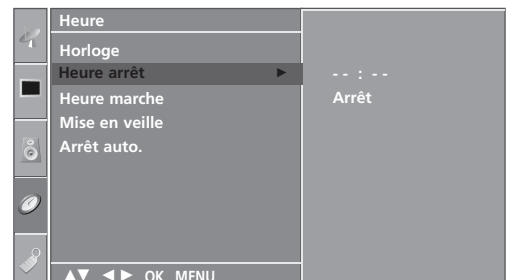 Heure
Horloge
Heure arrêt ► - - : - -
Heure marche Arrêt
Mise en veille
Arrêt auto.
▲▼ ◄ ► OK MENU